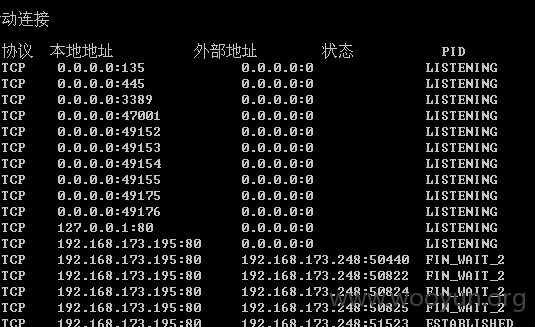 动连接
协议 本地地址 外部地址 状态 PID
TCP 0.0.0.0:135 0.0.0.0:0 LISTENING
TCP 0.0.0.0:445 0.0.0.0:0 LISTENING
TCP 0.0.0.0:3389 0.0.0.0:0 LISTENING
TCP 0.0.0.0:47001 0.0.0.0:0 LISTENING
TCP 0.0.0.0:49152 0.0.0.0:0 LISTENING
TCP 0.0.0.0:49153 0.0.0.0:0 LISTENING
TCP 0.0.0.0:49154 0.0.0.0:0 LISTENING
TCP 0.0.0.0:49155 0.0.0.0:0 LISTENING
TCP 0.0.0.0:49175 0.0.0.0:0 LISTENING
TCP 0.0.0.0:49176 0.0.0.0:0 LISTENING
TCP 127.0.0.1:80 0.0.0.0:0 LISTENING
TCP 192.168.173.195:80 0.0.0.0:0 LISTENING
TCP 192.168.173.195:80 192.168.173.248:50440 FIN_WAIT_2
TCP 192.168.173.195:80 192.168.173.248:50822 FIN_WAIT_2
TCP 192.168.173.195:80 192.168.173.248:50824 FIN_WAIT_2
TCP 192.168.173.195:80 192.168.173.248:50825 FIN_WAIT_2
TCP 192.168.173.195:80 192.168.173.248:51523 ESTABLISHED
www.wooyun.org